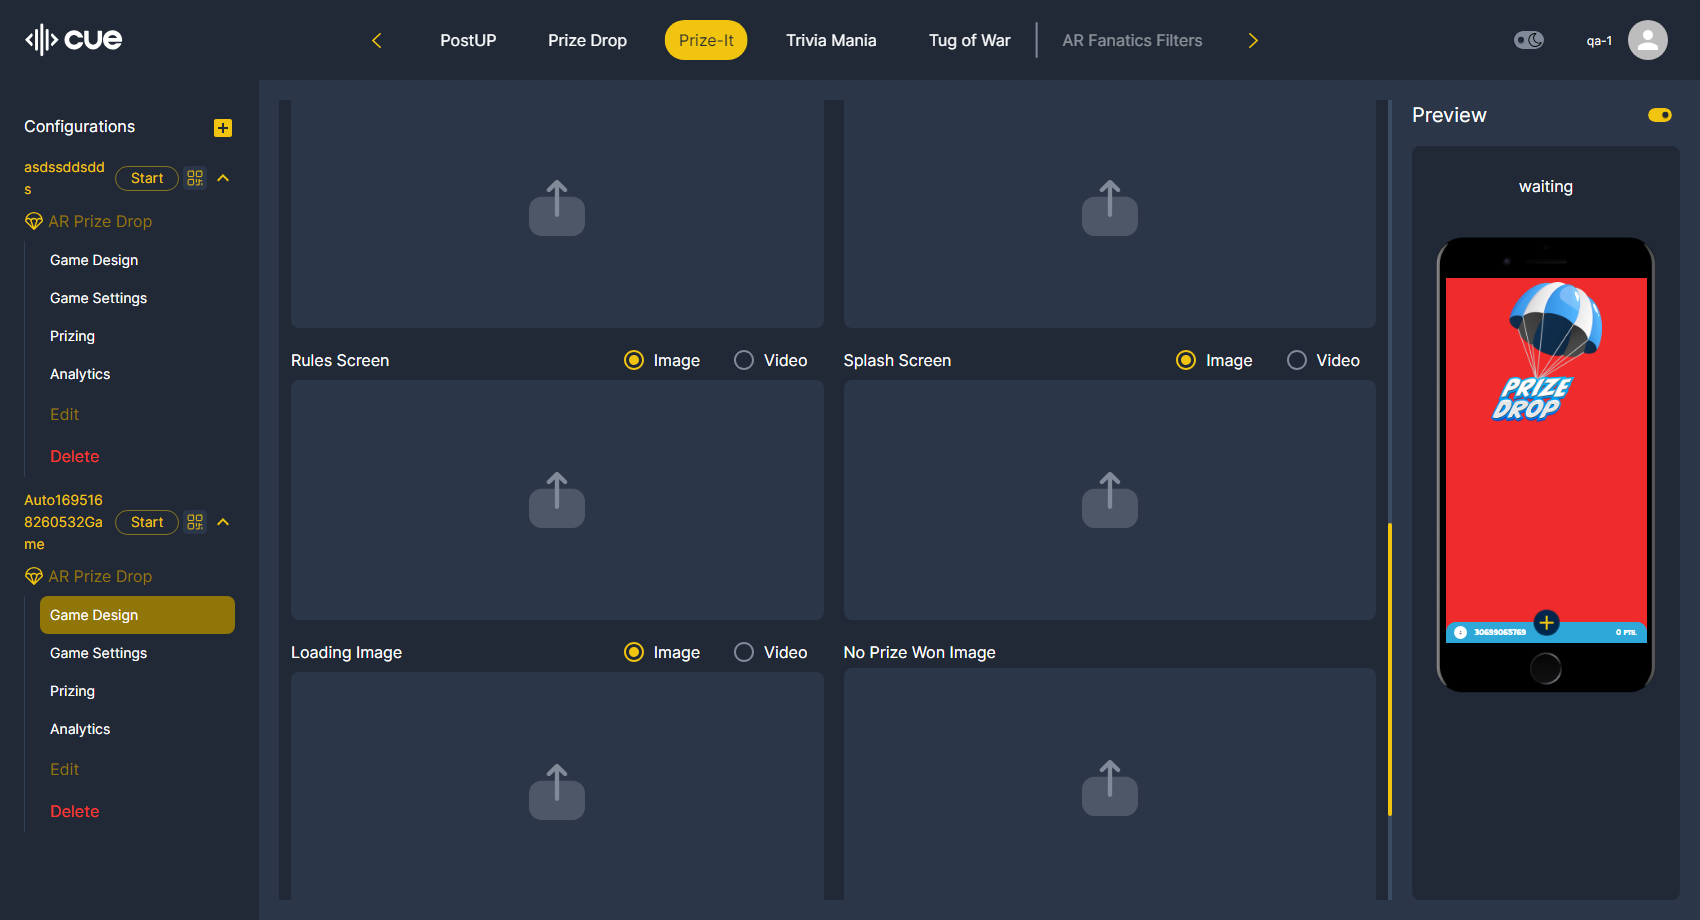 cue
PostUP
Prize Drop
Prize-It
Trivia Mania
Tug of War
AR Fanatics Filters
qa-1
Configurations
asdssddsdd
s
Start
AR Prize Drop
Game Design
Game Settings
Prizing
Analytics
Edit
Delete
Auto169516
8260532Ga
me
Start
AR Prize Drop
Game Design
Game Settings
Prizing
Analytics
Edit
Delete
Rules Screen
Image
Video
Splash Screen
Image
Video
Loading Image
Image
Video
No Prize Won Image
Preview
waiting
PRIZE
DROP
30699065769
0 PTS.